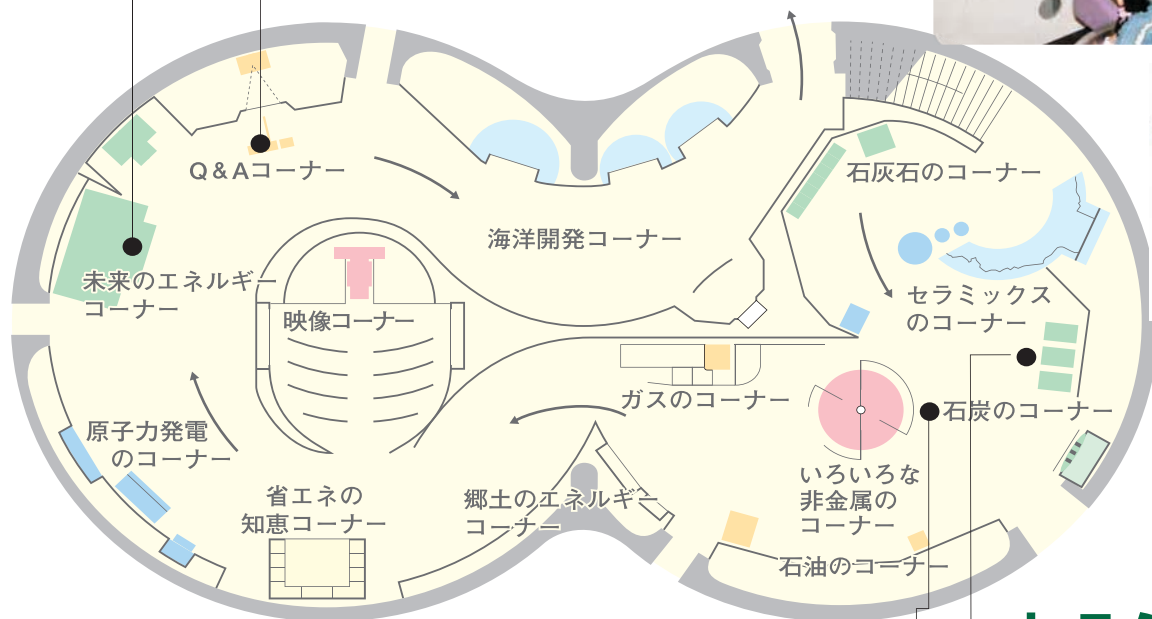 Q&Aコーナー
石灰石のコーナー
海洋開発コーナー
未来のエネルギー
コーナー
映像コーナー
セラミックス
のコーナー
ガスのコーナー
石炭のコーナー
原子力発電
のコーナー
いろいろな
非金属の
コーナー
省エネの
知恵コーナー
郷土のエネルギー
コーナー
石油のコーナー